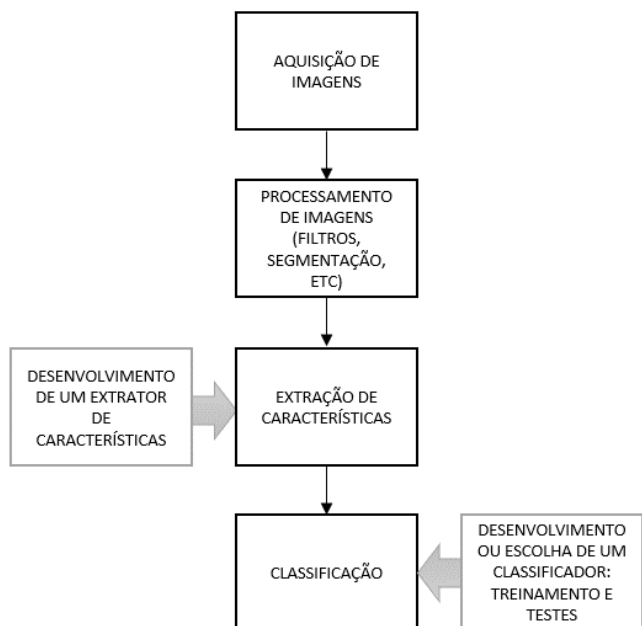 AQUISIÇÃO DE
IMAGENS
PROCESSAMENTO
DE IMAGENS
(FILTROS,
SEGMENTAÇÃO,
ETC)
DESENVOLVIMENTO
DE UM EXTRATOR
DE
CARACTERÍSTICAS
EXTRAÇÃO DE
CARACTERÍSTICAS
CLASSIFICAÇÃO
DESENVOLVIMENTO
OU ESCOLHA DE UM
CLASSIFICADOR:
TREINAMENTO E
TESTES